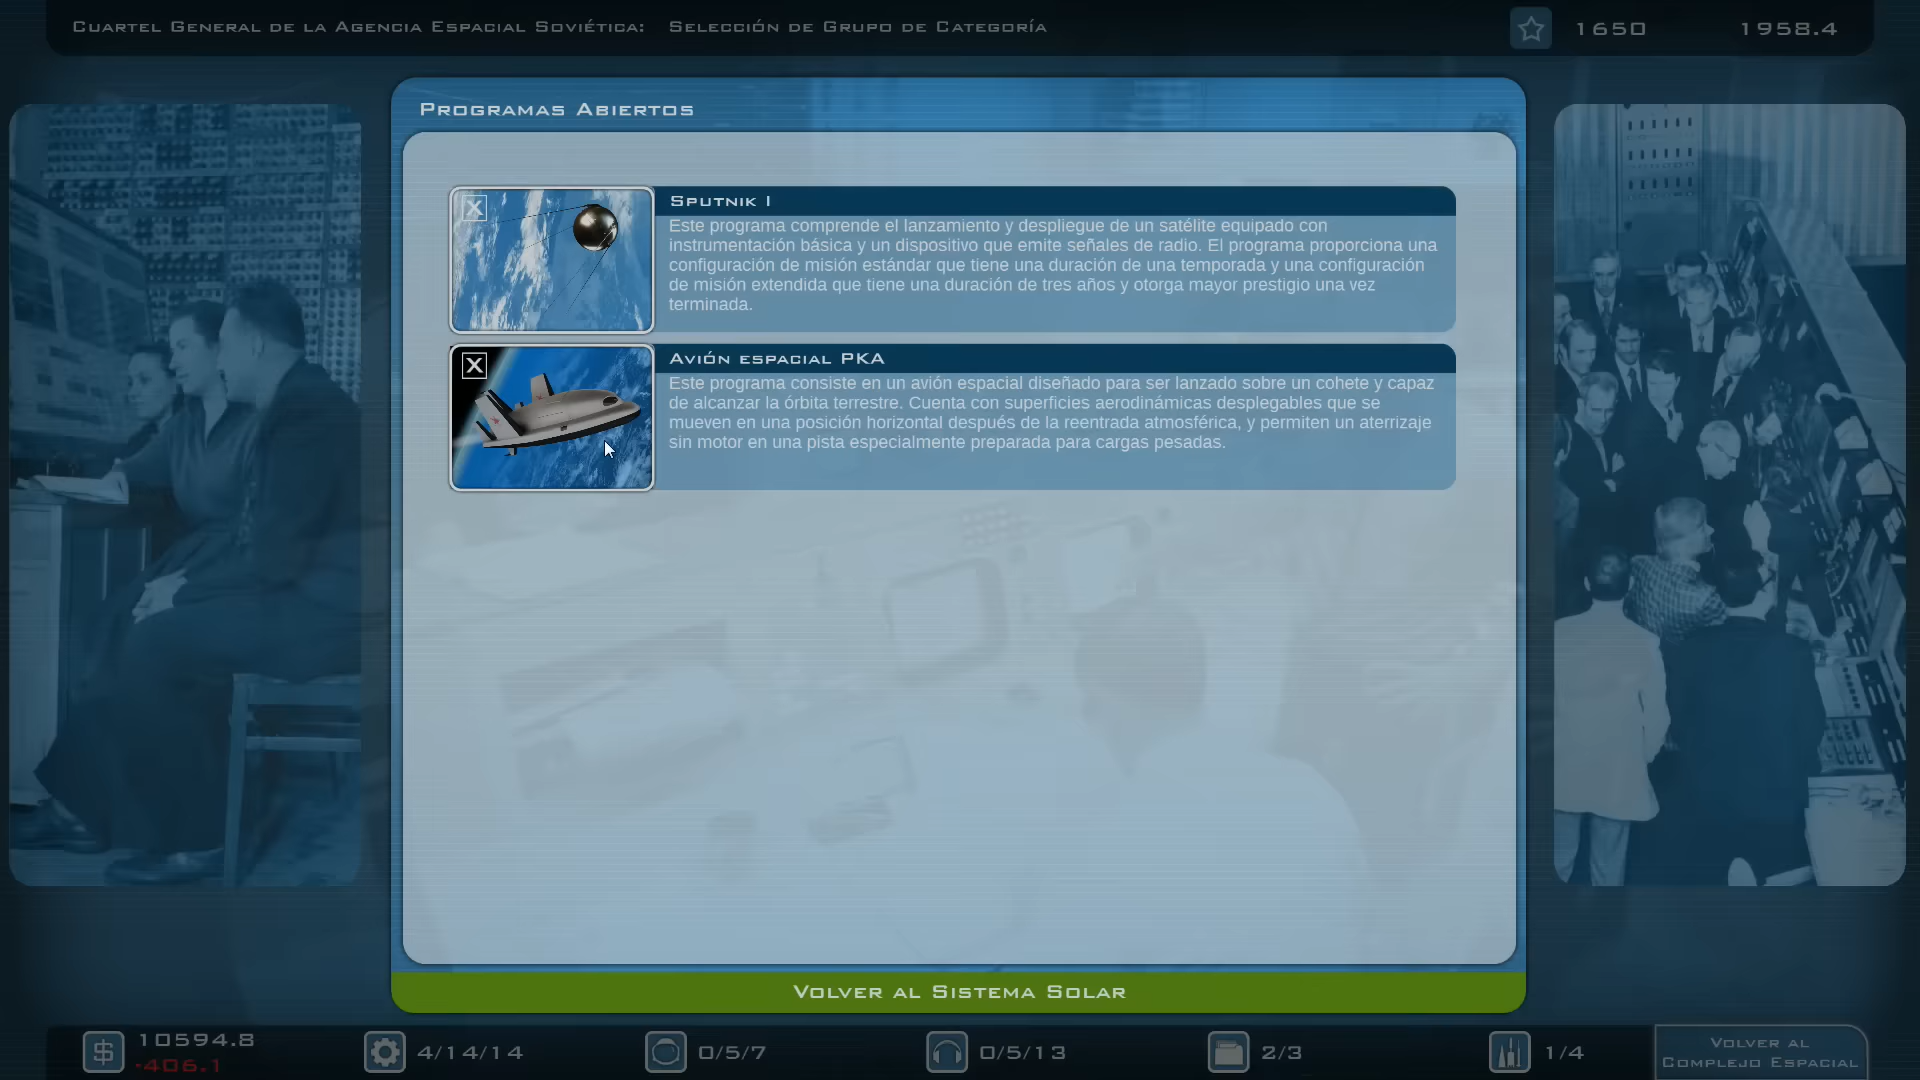 Cuartel General de la Agencia Espacial Soviética: Selección de Grupo de Categoría
1650
1958.4
Programas Abiertos
X
Sputnik I
Este programa comprende el lanzamiento y despliegue de un satélite equipado con
instrumentación básica y un dispositivo que emite señales de radio. El programa proporciona una
configuración de misión estándar que tiene una duración de una temporada y una configuración
de misión extendida que tiene una duración de tres años y otorga mayor prestigio una vez
terminada.
X
Avión espacial PKA
Este programa consiste en un avión espacial diseñado para ser lanzado sobre un cohete y capaz
de alcanzar la órbita terrestre. Cuenta con superficies aerodinámicas desplegables que se
mueven en una posición horizontal después de la reentrada atmosférica, y permiten un aterrizaje
sin motor en una pista especialmente preparada para cargas pesadas.
Volver al Sistema Solar
$
10594.8
-406.1
4/14/14
0/5/7
0/5/13
2/3
1/4
Volver al
Complejo Espacial